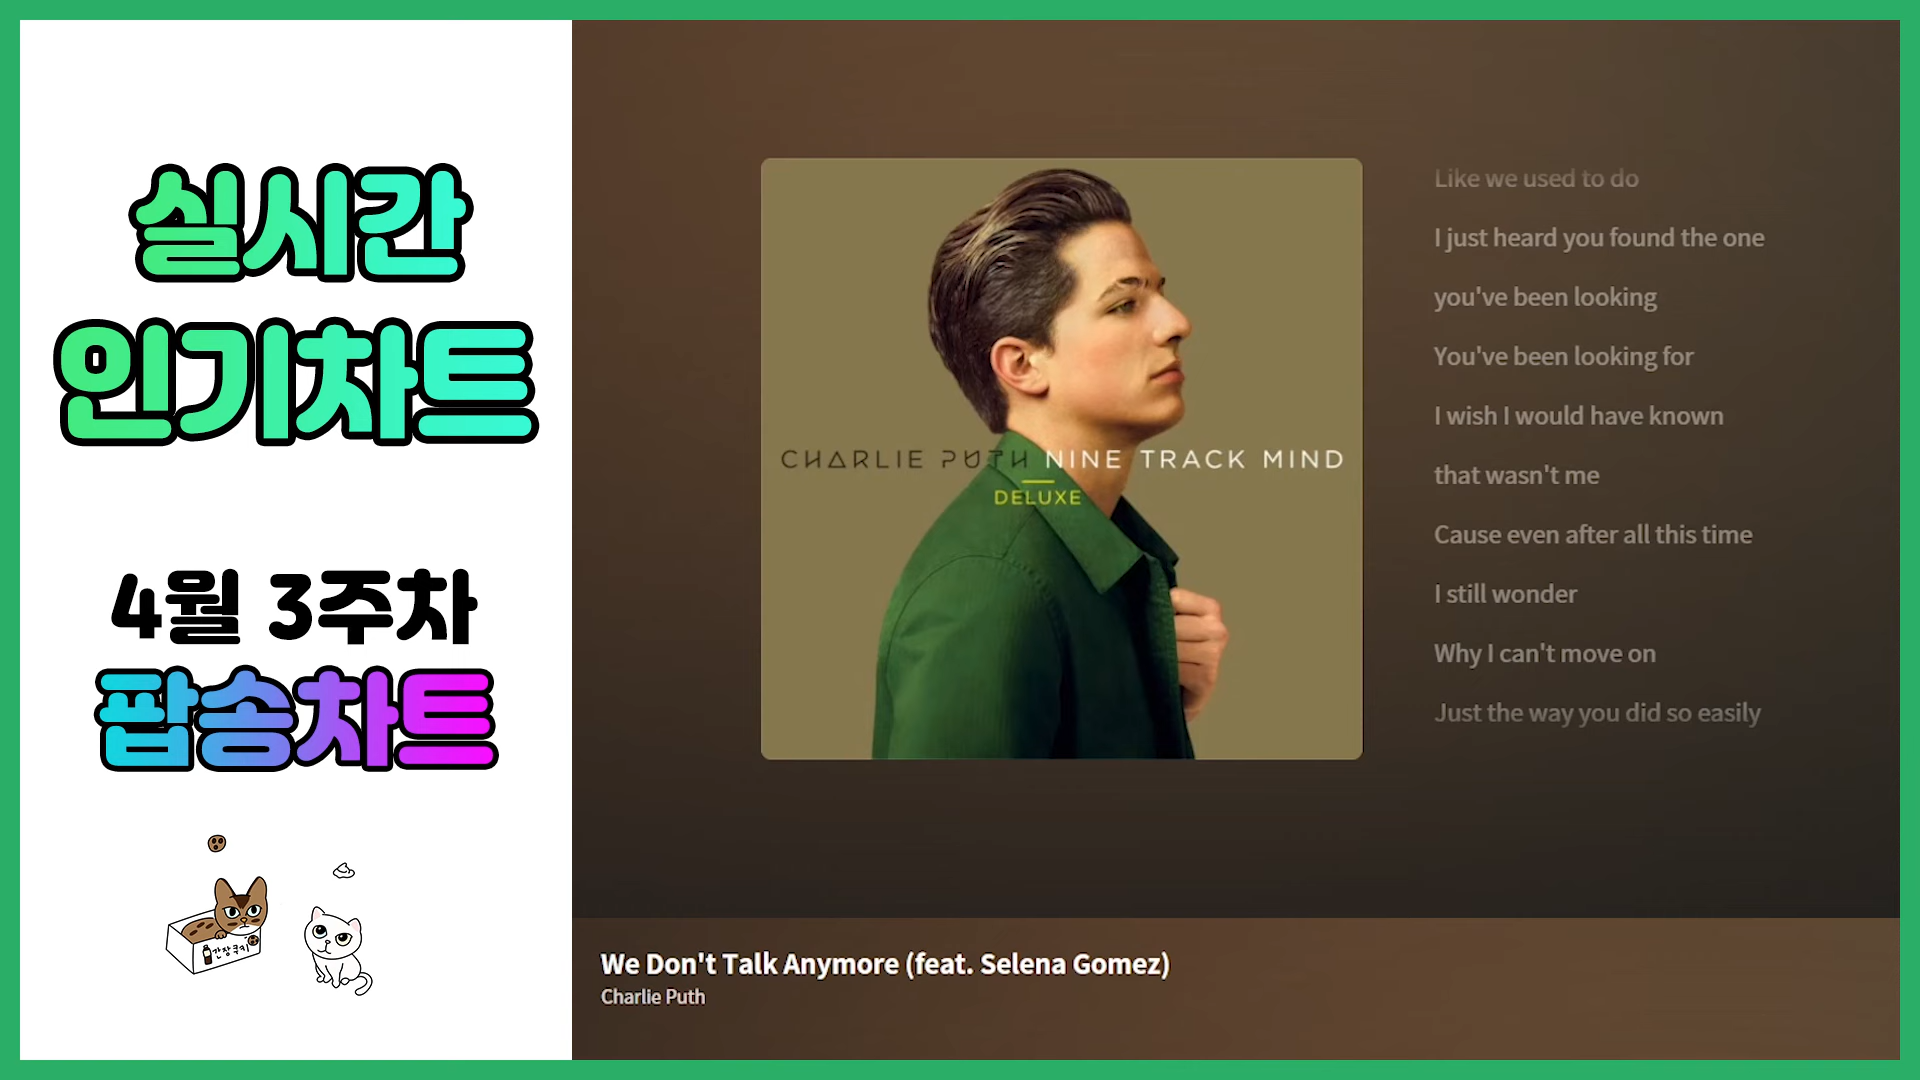 실시간
인기차트
4월 3주차
팝송차트
간장쿠키
CHARLIE PUTH NINE TRACK MIND
DELUXE
Like we used to do
I just heard you found the one
you've been looking
You've been looking for
I wish I would have known
that wasn't me
Cause even after all this time
I still wonder
Why I can't move on
Just the way you did so easily
We Don't Talk Anymore (feat. Selena Gomez)
Charlie Puth